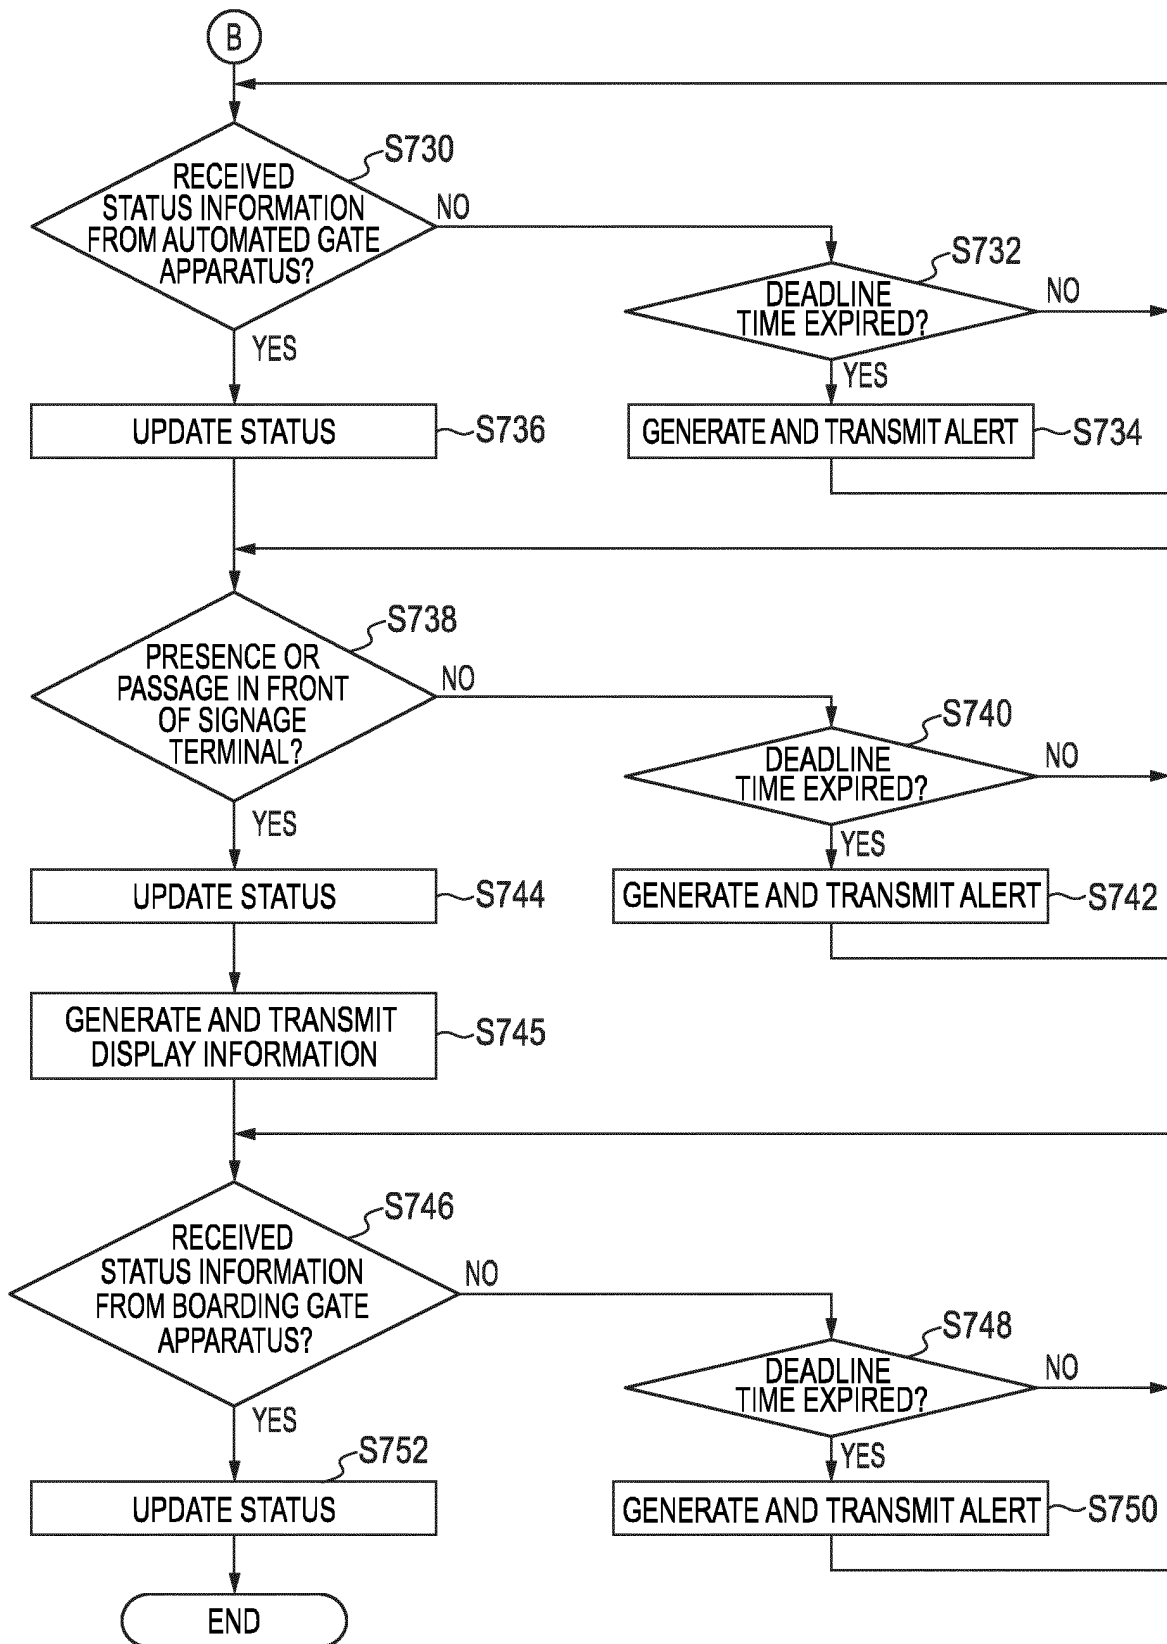 B
S730
RECEIVED
STATUS INFORMATION
FROM AUTOMATED GATE
APPARATUS?
NO
S732
DEADLINE
TIME EXPIRED?
NO
YES
YES
UPDATE STATUS
S736
GENERATE AND TRANSMIT ALERT
S734
S738
PRESENCE OR
PASSAGE IN FRONT
OF SIGNAGE
TERMINAL?
NO
S740
DEADLINE
TIME EXPIRED?
NO
YES
YES
UPDATE STATUS
S744
GENERATE AND TRANSMIT ALERT
S742
GENERATE AND TRANSMIT
DISPLAY INFORMATION
S745
S746
RECEIVED
STATUS INFORMATION
FROM BOARDING GATE
APPARATUS?
NO
S748
DEADLINE
TIME EXPIRED?
NO
YES
YES
S752
UPDATE STATUS
GENERATE AND TRANSMIT ALERT
S750
END